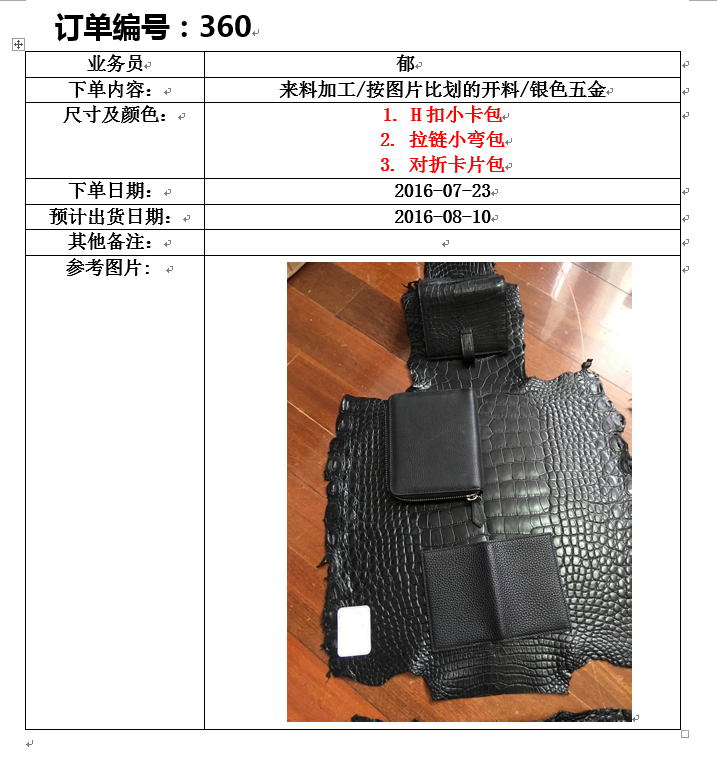 订单编号：360
业务员 郁
下单内容： 来料加工/按图片比划的开料/银色五金
尺寸及颜色： 1. H扣小卡包
2. 拉链小弯包
3. 对折卡片包
下单日期： 2016-07-23
预计出货日期： 2016-08-10
其他备注：
参考图片: